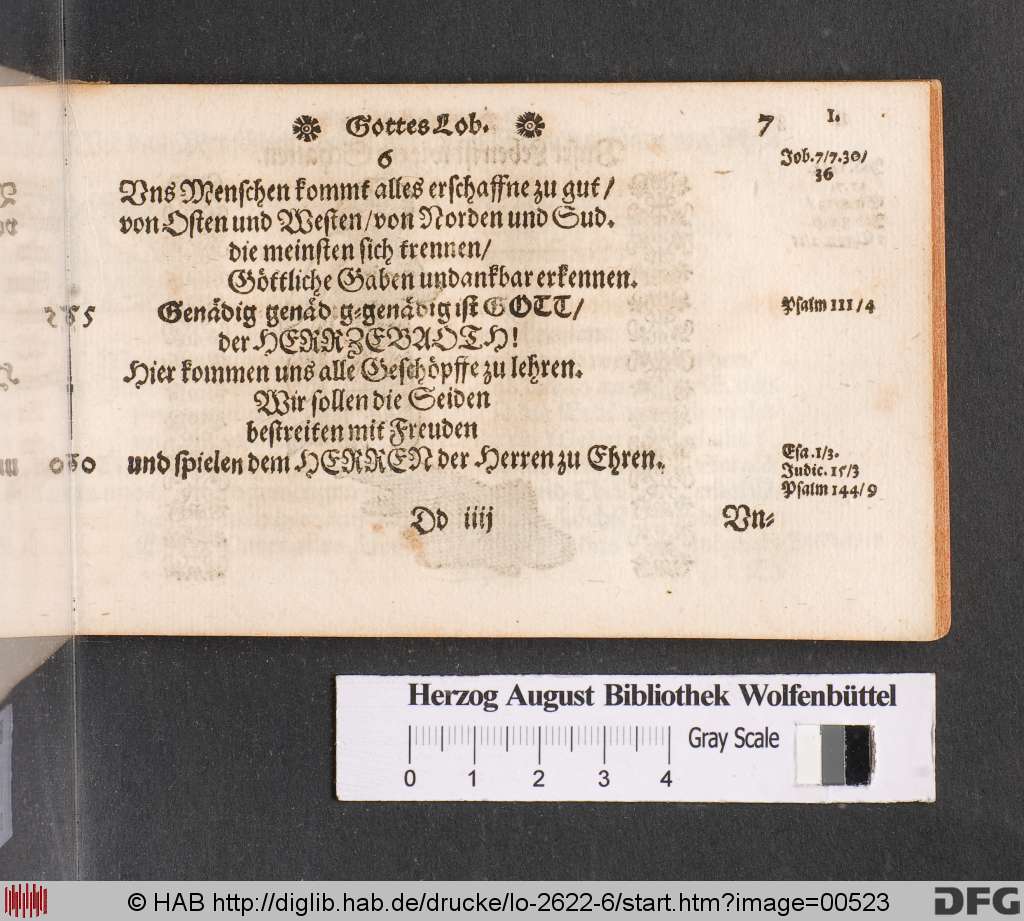 Gottes Lob. 7 I.
6
Job. 7/7. 30/
36
Vns Menschen kommt alles erschaffne zu gut/
von Osten und Westen/von Norden und Sud.
die meinsten sich trennen/
Göttliche Gaben undankbar erkennen.
Genädig genäd g-genädig ist GOTT/
Psalm 111/4
der HERR ZEBAOTH!
Hier kommen uns alle Geschöpffe zu lehren.
Wir sollen die Seiden
bestreiten mit Freuden
und spielen dem HERREN der Herren zu Ehren.
Esa. 1/3.
Judic. 15/3
Psalm 144/9
Dd iiij Vn-
Herzog August Bibliothek Wolfenbüttel
0 1 2 3 4 Gray Scale
© HAB http://diglib.hab.de/drucke/lo-2622-6/start.htm?image=00523
DFG